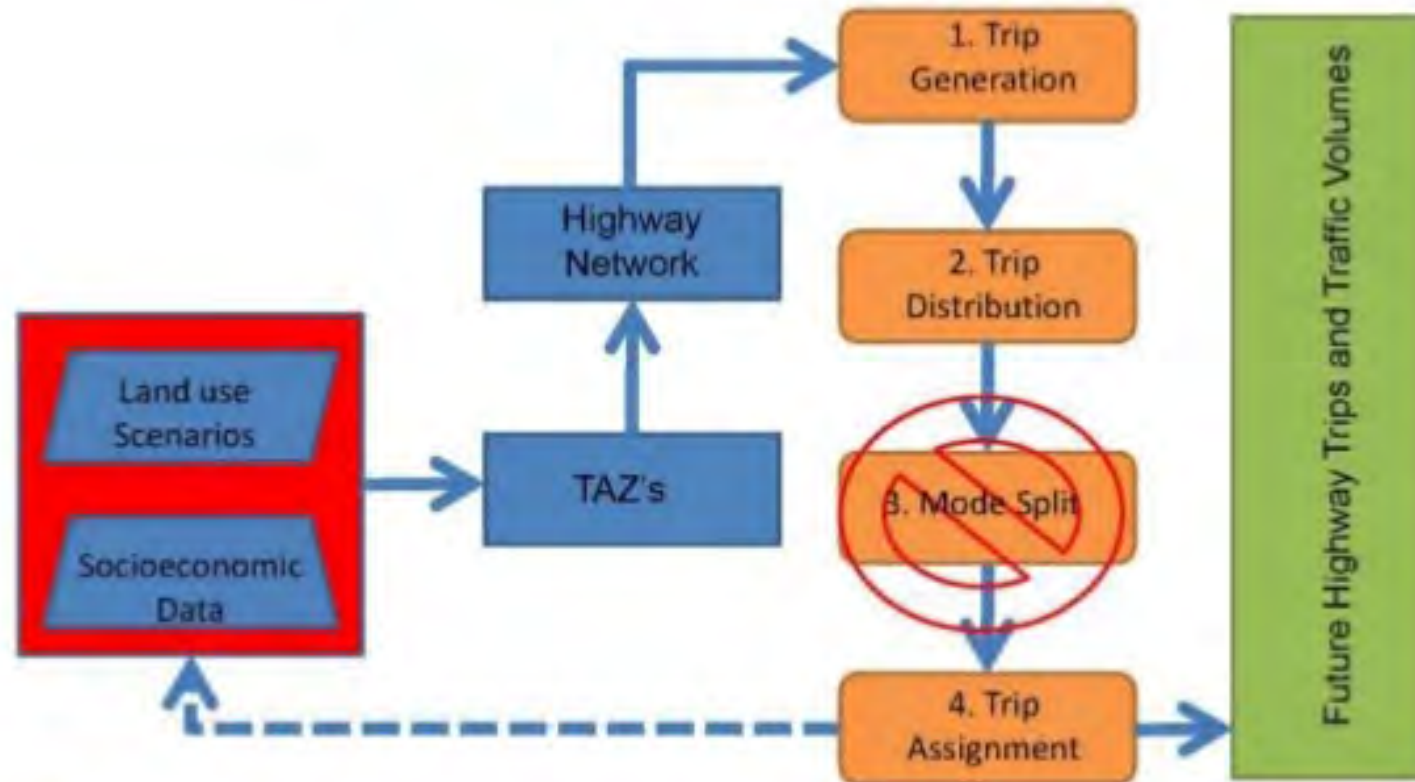 1. Trip
Generation
Highway
Network
2. Trip
Distribution
Land use
Scenarios
TAZ's
3. Mode Split
Socioeconomic
Data
4. Trip
Assignment
Future Highway Trips and Traffic Volumes